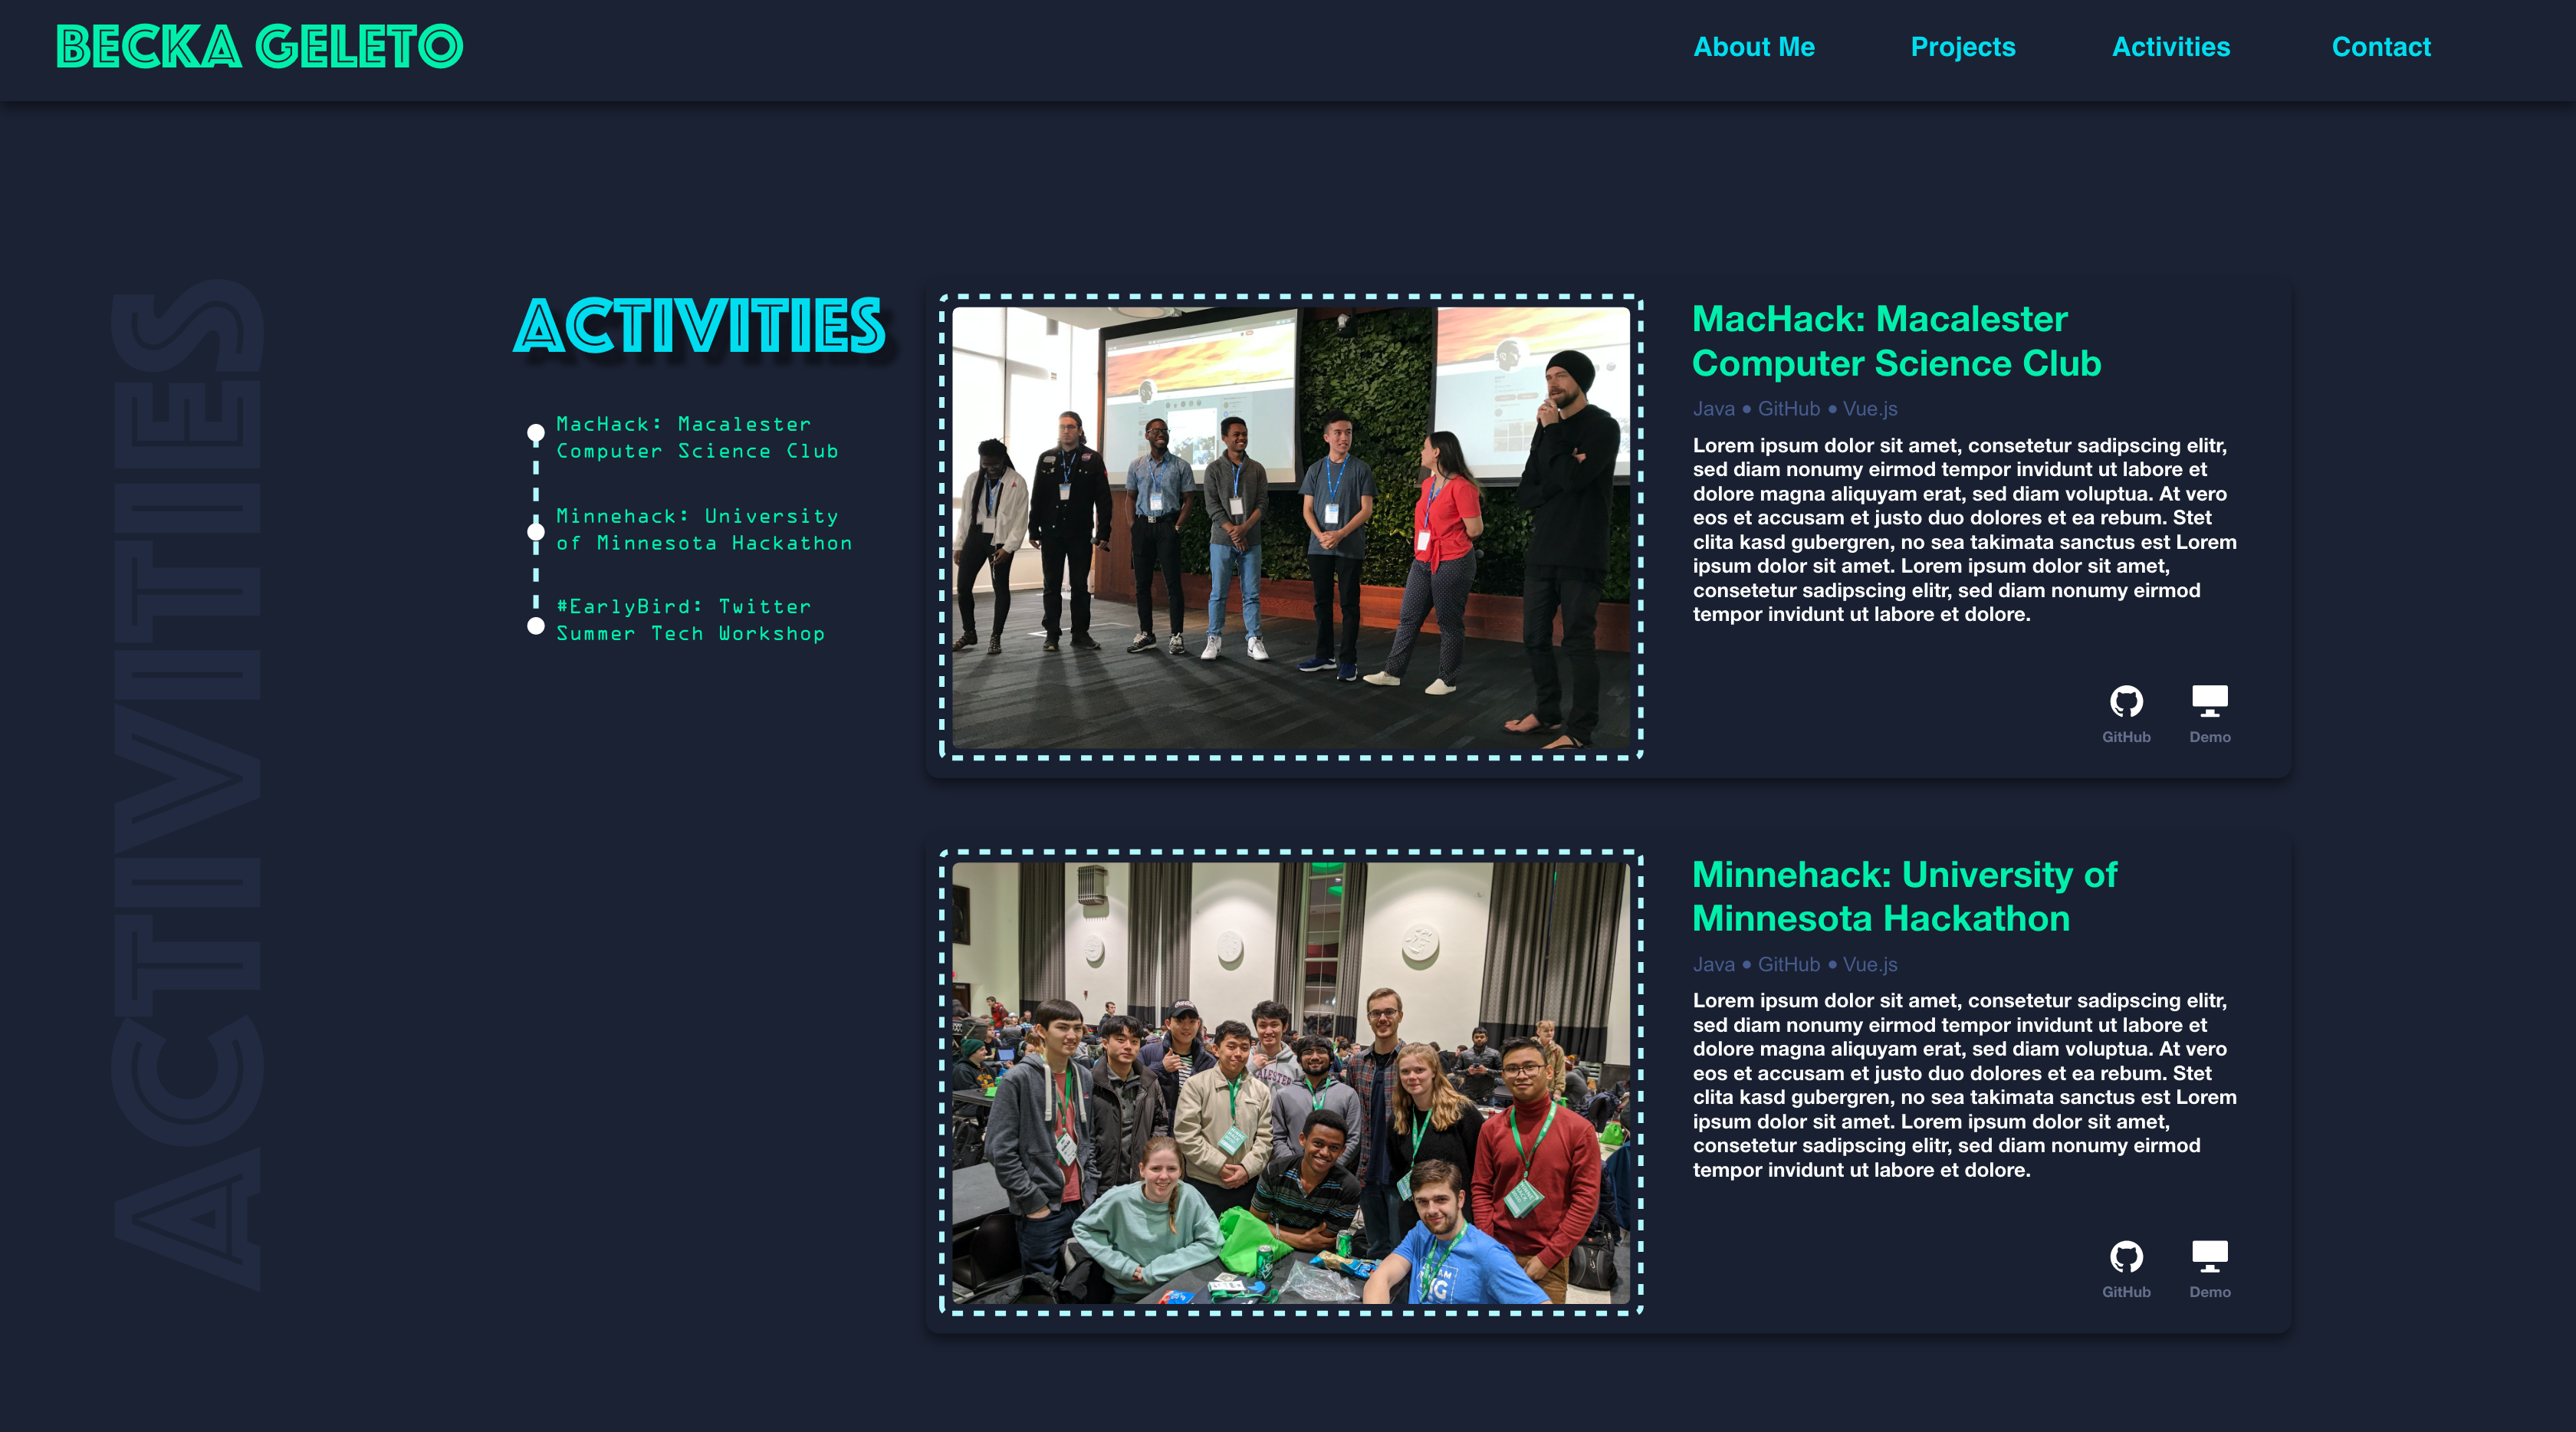 BECKA GELETO
About Me
Projects
Activities
Contact
ACTIVITIES
ACTIVITIES
MacHack: Macalester
Computer Science Club
Minnehack: University
of Minnesota Hackathon
#EarlyBird: Twitter
Summer Tech Workshop
MacHack: Macalester
Computer Science Club
Java • GitHub • Vue.js
Lorem ipsum dolor sit amet, consetetur sadipscing elitr,
sed diam nonumy eirmod tempor invidunt ut labore et
dolore magna aliquyam erat, sed diam voluptua. At vero
eos et accusam et justo duo dolores et ea rebum. Stet
clita kasd gubergren, no sea takimata sanctus est Lorem
ipsum dolor sit amet. Lorem ipsum dolor sit amet,
consetetur sadipscing elitr, sed diam nonumy eirmod
tempor invidunt ut labore et dolore.
GitHub
Demo
Minnehack: University of
Minnesota Hackathon
Java • GitHub • Vue.js
Lorem ipsum dolor sit amet, consetetur sadipscing elitr,
sed diam nonumy eirmod tempor invidunt ut labore et
dolore magna aliquyam erat, sed diam voluptua. At vero
eos et accusam et justo duo dolores et ea rebum. Stet
clita kasd gubergren, no sea takimata sanctus est Lorem
ipsum dolor sit amet. Lorem ipsum dolor sit amet,
consetetur sadipscing elitr, sed diam nonumy eirmod
tempor invidunt ut labore et dolore.
GitHub
Demo